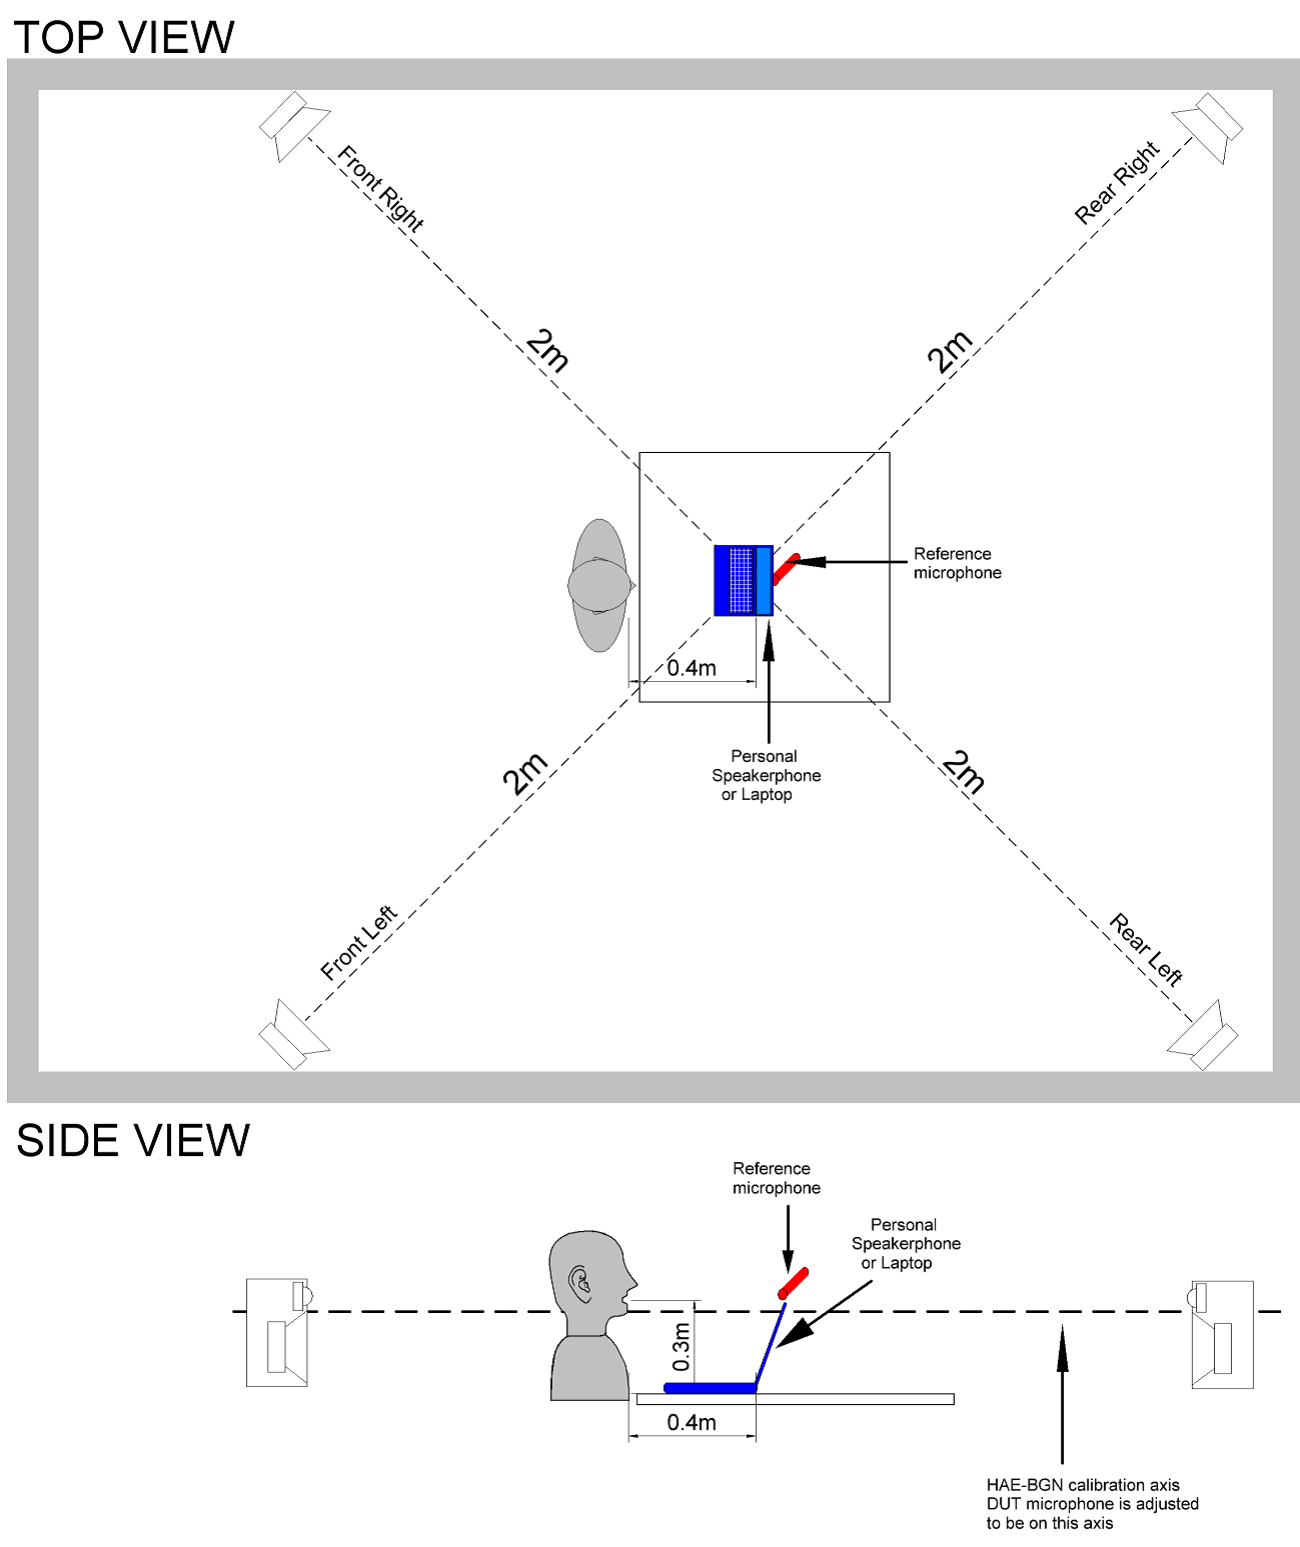 TOP VIEW
Front Right
Rear Right
2m
2m
Reference
microphone
0.4m
Personal
Speakerphone
or Laptop
2m
2m
Front Left
Rear Left
SIDE VIEW
Reference
microphone
Personal
Speakerphone
or Laptop
0.3m
0.4m
HAE-BGN calibration axis
DUT microphone is adjusted
to be on this axis